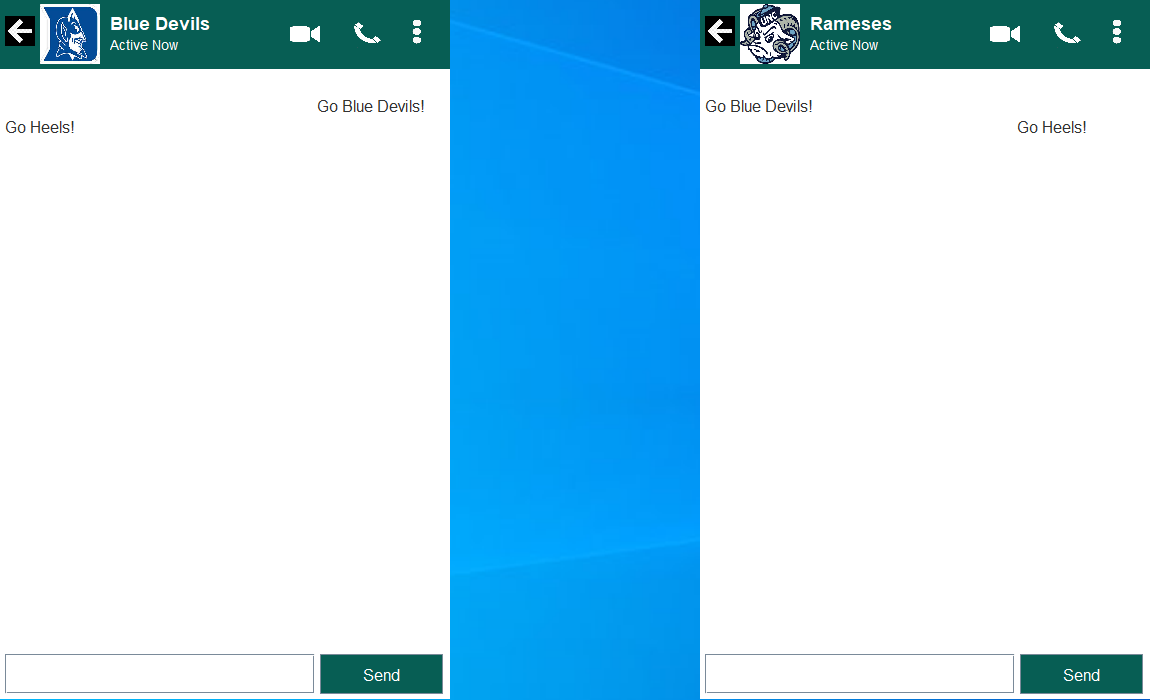 Blue Devils
Active Now
Go Blue Devils!
Go Heels!
Send
UNC
Rameses
Active Now
Go Blue Devils!
Go Heels!
Send